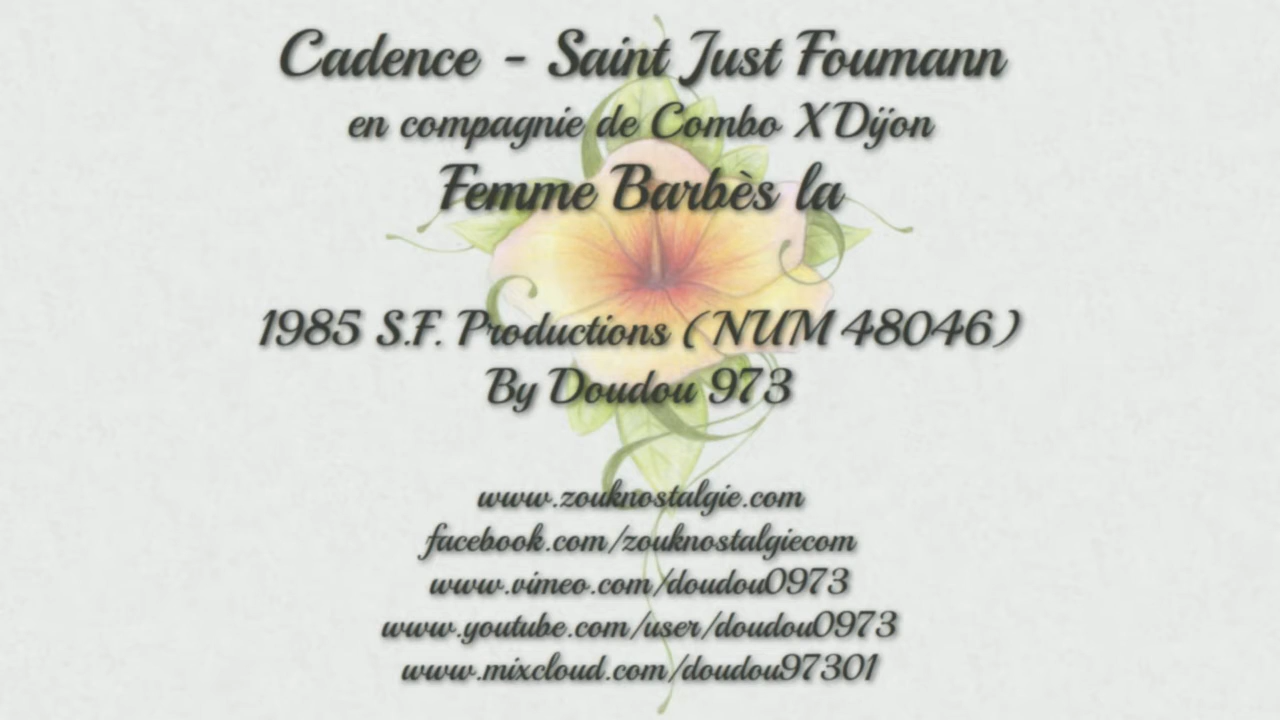 Cadence - Saint Just Foumann
en compagnie de Combo X Dijon
Femme Barbès la
1985 S.F. Productions (NUM 48046)
By Doudou 973
www.zouknostalgie.com
facebook.com/zouknostalgiecom
www.vimeo.com/doudou0973
www.youtube.com/user/doudou0973
www.mixcloud.com/doudou97301